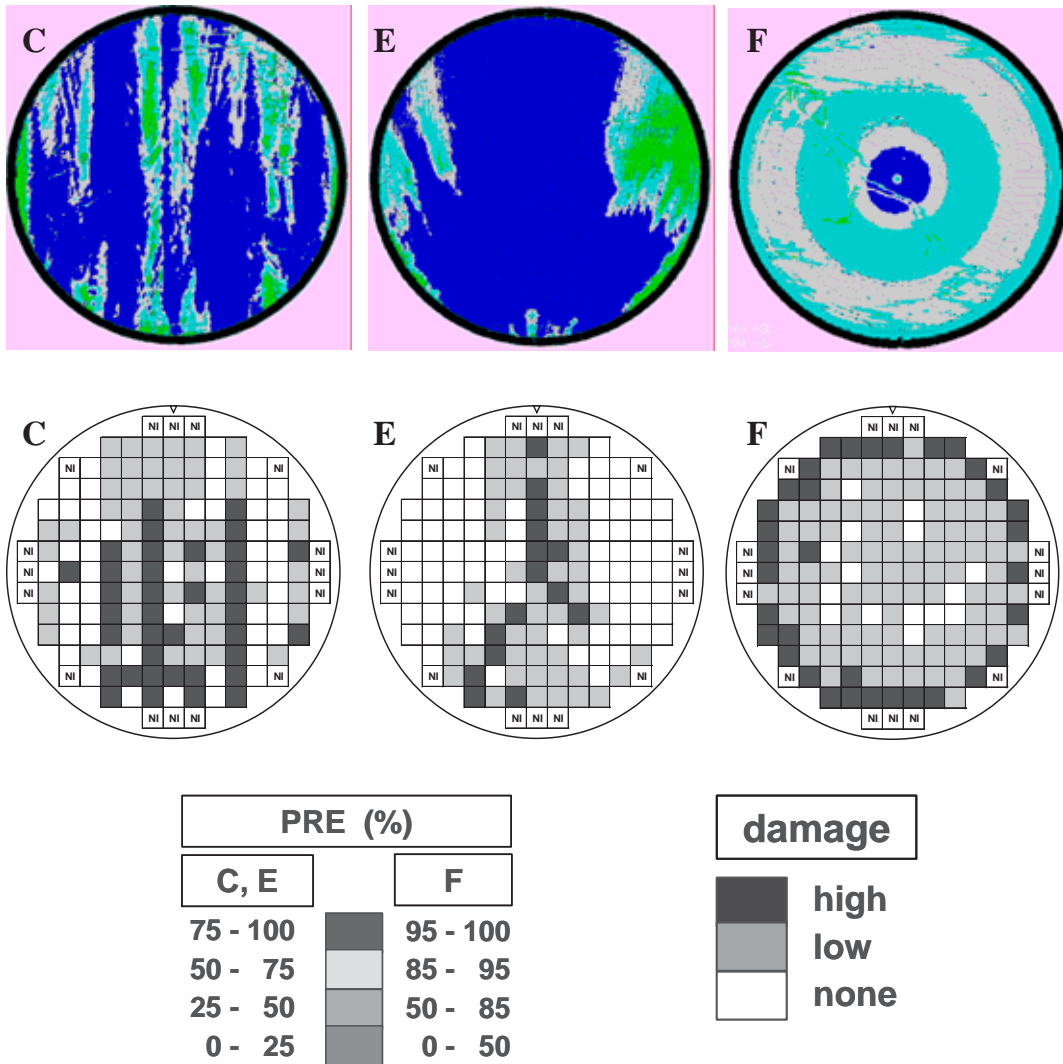 C E F
C E F
NI NI NI NI NI NI NI NI NI
NI NI NI NI NI NI
NI NI NI NI NI NI
NI NI NI NI NI NI
NI NI NI NI NI NI
NI NI NI NI NI NI
NI NI NI NI NI NI NI NI NI
PRE (%)
C, E F
75 - 100 95 - 100
50 - 75 85 - 95
25 - 50 50 - 85
0 - 25 0 - 50
damage
high
low
none